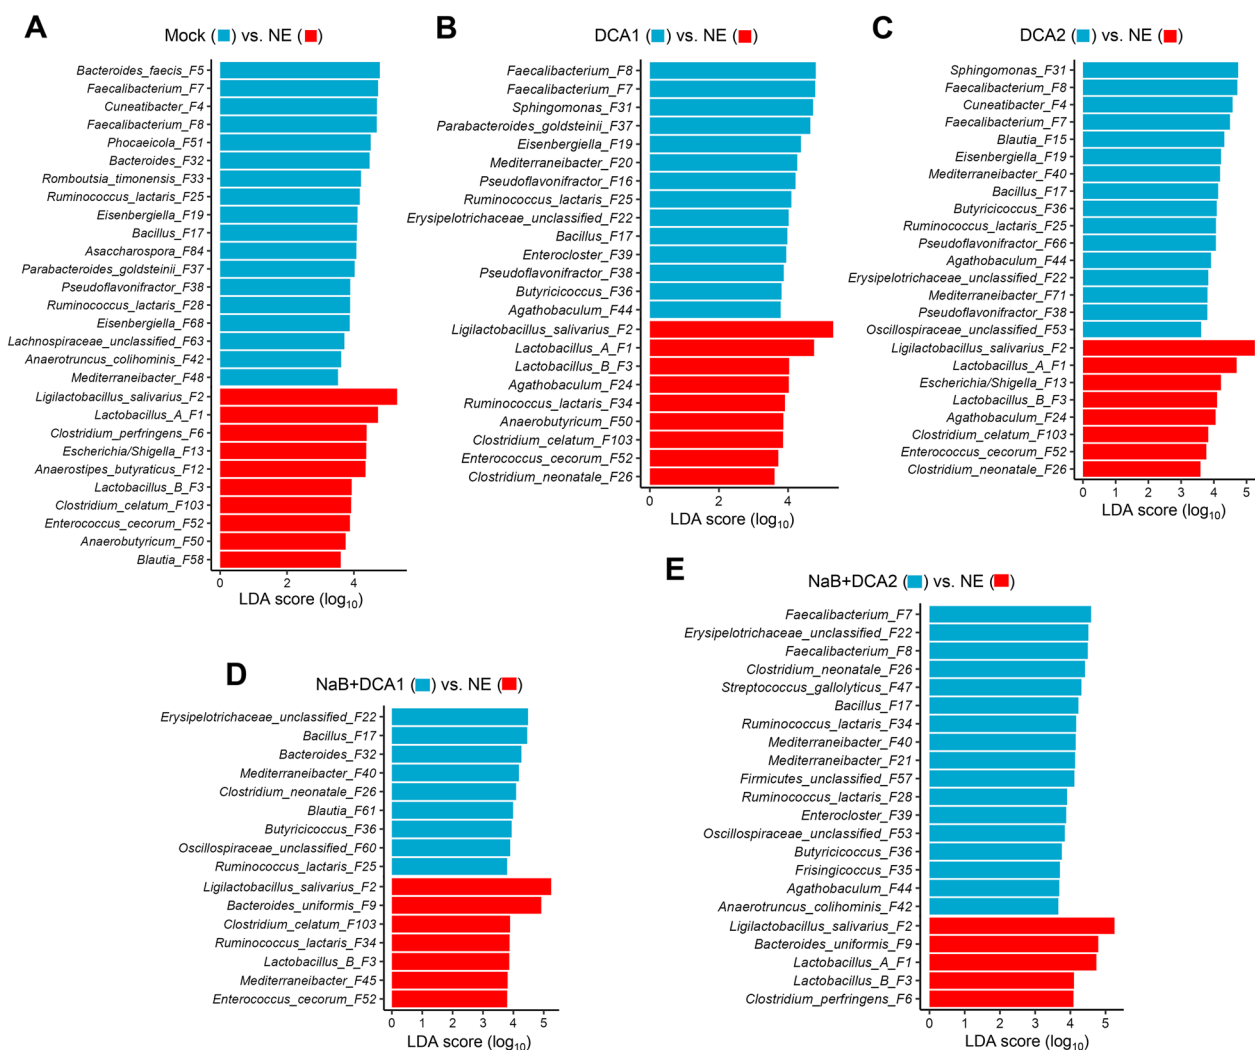 A
Mock ( ) vs. NE ( )
Bacteroides_faecis_F5
Faecalibacterium_F7
Cuneatibacter_F4
Faecalibacterium_F8
Phocaeicola_F51
Bacteroides_F32
Romboutsia_timonensis_F33
Ruminococcus_lactaris_F25
Eisenbergiella_F19
Bacillus_F17
Asaccharospora_F84
Parabacteroides_goldsteinii_F37
Pseudoflavonifractor_F38
Ruminococcus_lactaris_F28
Eisenbergiella_F68
Lachnospiraceae_unclassified_F63
Anaerotruncus_colihominis_F42
Mediterraneibacter_F48
Ligilactobacillus_salivarius_F2
Lactobacillus_A_F1
Clostridium_perfringens_F6
Escherichia/Shigella_F13
Anaerostipes_butyraticus_F12
Lactobacillus_B_F3
Clostridium_celatum_F103
Enterococcus_cecorum_F52
Anaerobutyricum_F50
Blautia_F58
0 2 4
LDA score (log10)
B
DCA1 ( ) vs. NE ( )
Faecalibacterium_F8
Faecalibacterium_F7
Sphingomonas_F31
Parabacteroides_goldsteinii_F37
Eisenbergiella_F19
Mediterraneibacter_F20
Pseudoflavonifractor_F16
Ruminococcus_lactaris_F25
Erysipelotrichaceae_unclassified_F22
Bacillus_F17
Enterocloster_F39
Pseudoflavonifractor_F38
Butyricicoccus_F36
Agathobaculum_F44
Ligilactobacillus_salivarius_F2
Lactobacillus_A_F1
Lactobacillus_B_F3
Agathobaculum_F24
Ruminococcus_lactaris_F34
Anaerobutyricum_F50
Clostridium_celatum_F103
Enterococcus_cecorum_F52
Clostridium_neonatale_F26
0 2 4
LDA score (log10)
C
DCA2 ( ) vs. NE ( )
Sphingomonas_F31
Faecalibacterium_F8
Cuneatibacter_F4
Faecalibacterium_F7
Blautia_F15
Eisenbergiella_F19
Mediterraneibacter_F40
Bacillus_F17
Butyricicoccus_F36
Ruminococcus_lactaris_F25
Pseudoflavonifractor_F66
Agathobaculum_F44
Erysipelotrichaceae_unclassified_F22
Mediterraneibacter_F71
Pseudoflavonifractor_F38
Oscillospiraceae_unclassified_F53
Ligilactobacillus_salivarius_F2
Lactobacillus_A_F1
Escherichia/Shigella_F13
Lactobacillus_B_F3
Agathobaculum_F24
Clostridium_celatum_F103
Enterococcus_cecorum_F52
Clostridium_neonatale_F26
0 1 2 3 4 5
LDA score (log10)
D
NaB+DCA1 ( ) vs. NE ( )
Erysipelotrichaceae_unclassified_F22
Bacillus_F17
Bacteroides_F32
Mediterraneibacter_F40
Clostridium_neonatale_F26
Blautia_F61
Butyricicoccus_F36
Oscillospiraceae_unclassified_F60
Ruminococcus_lactaris_F25
Ligilactobacillus_salivarius_F2
Bacteroides_uniformis_F9
Clostridium_celatum_F103
Ruminococcus_lactaris_F34
Lactobacillus_B_F3
Mediterraneibacter_F45
Enterococcus_cecorum_F52
0 1 2 3 4 5
LDA score (log10)
E
NaB+DCA2 ( ) vs. NE ( )
Faecalibacterium_F7
Erysipelotrichaceae_unclassified_F22
Faecalibacterium_F8
Clostridium_neonatale_F26
Streptococcus_gallolyticus_F47
Bacillus_F17
Ruminococcus_lactaris_F34
Mediterraneibacter_F40
Mediterraneibacter_F21
Firmicutes_unclassified_F57
Ruminococcus_lactaris_F28
Enterocloster_F39
Oscillospiraceae_unclassified_F53
Butyricicoccus_F36
Frisingicoccus_F35
Agathobaculum_F44
Anaerotruncus_colihominis_F42
Ligilactobacillus_salivarius_F2
Bacteroides_uniformis_F9
Lactobacillus_A_F1
Lactobacillus_B_F3
Clostridium_perfringens_F6
0 1 2 3 4 5
LDA score (log10)